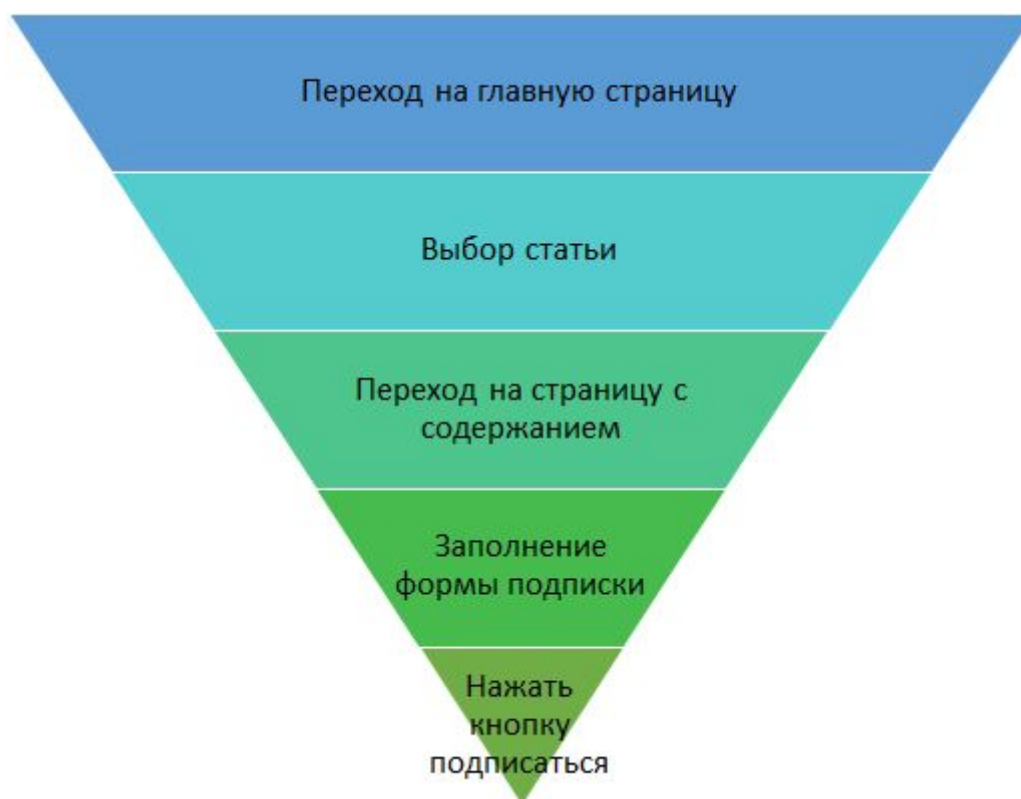 Переход на главную страницу
Выбор статьи
Переход на страницу с
содержанием
Заполнение
формы подписки
Нажать
кнопку
подписаться